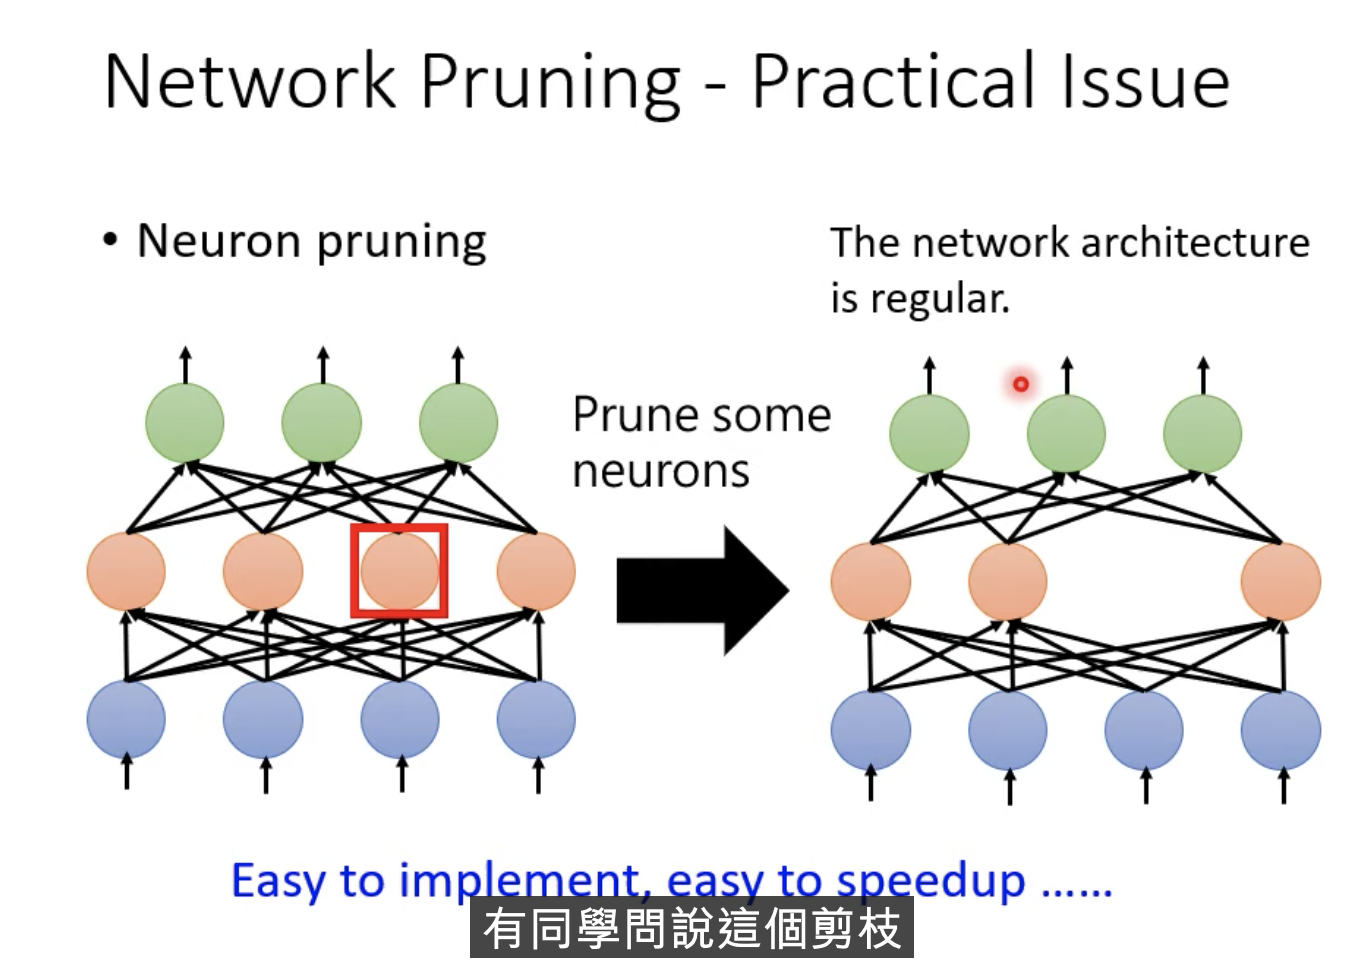 Network Pruning - Practical Issue
• Neuron pruning
The network architecture
is regular.
Prune some
neurons
Easy to implement, easy to speedup ......
有同學問說這個剪枝